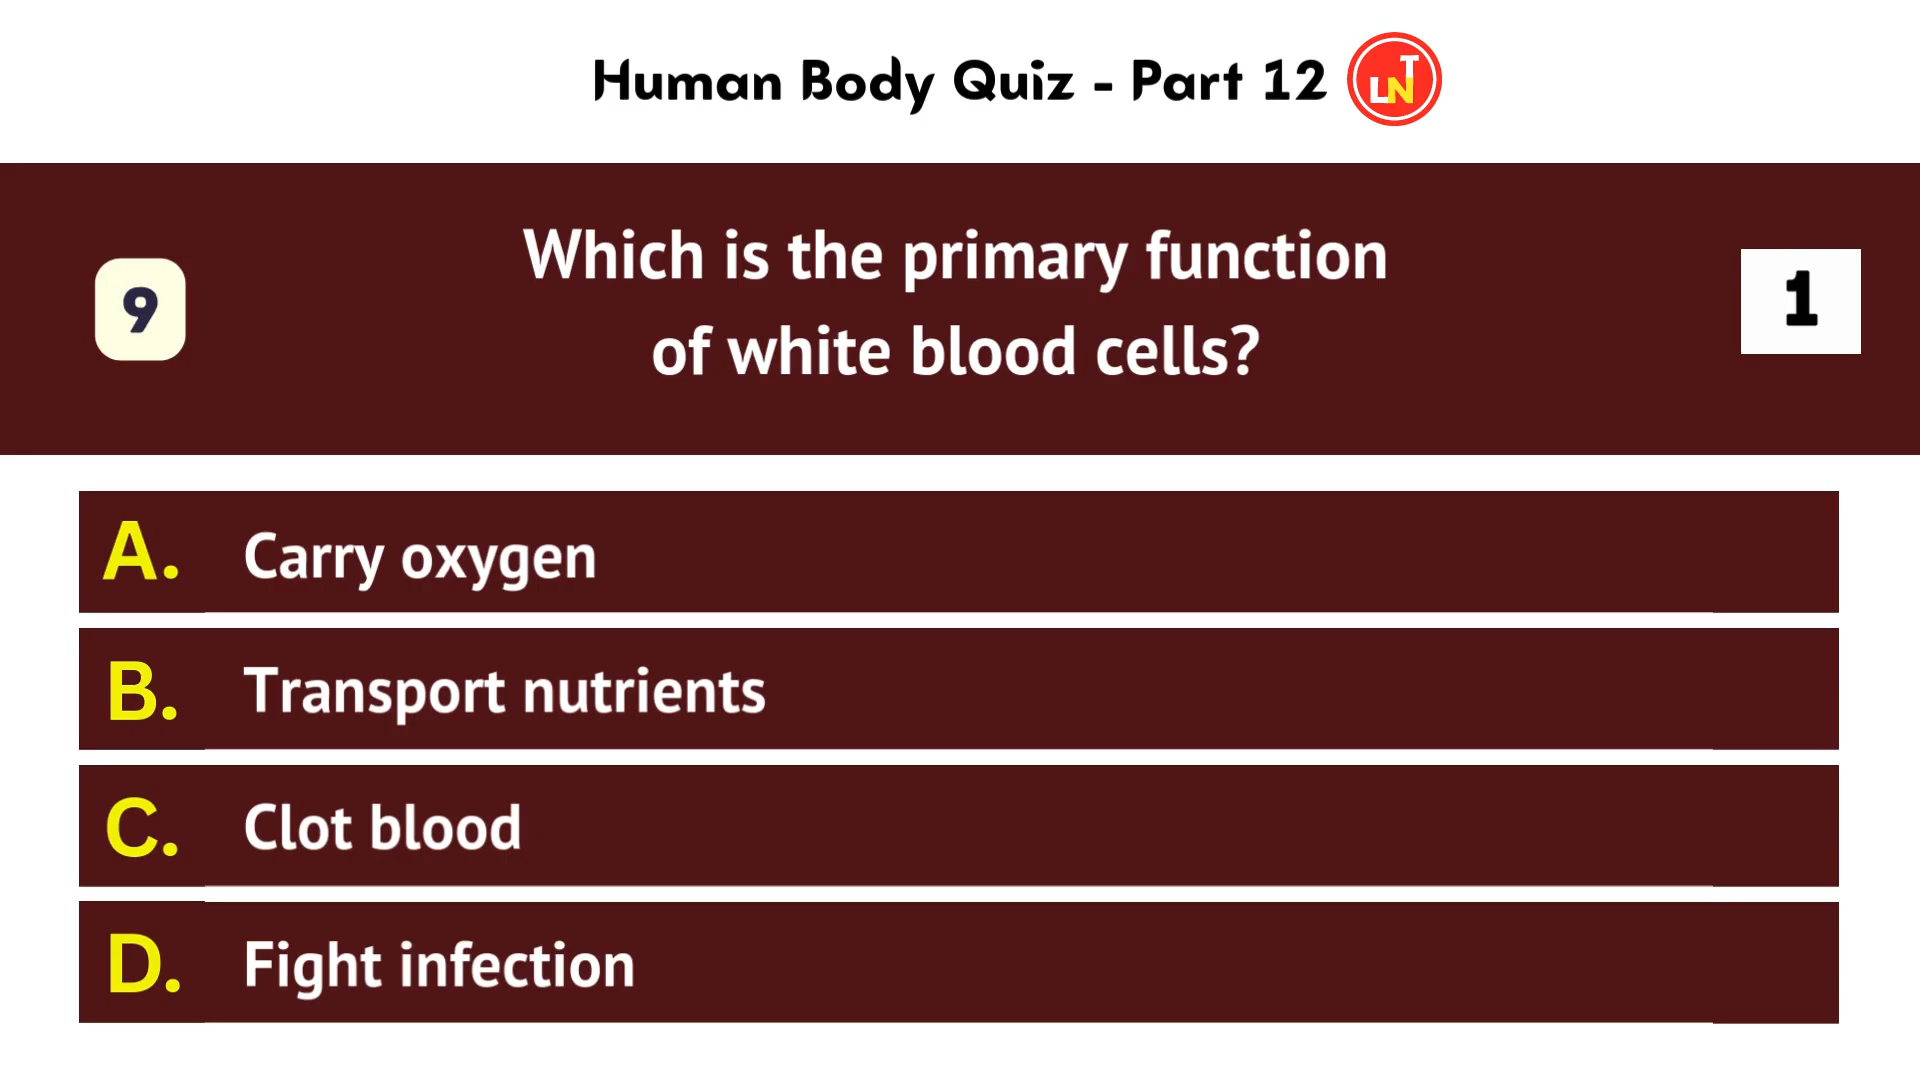 Human Body Quiz - Part 12
LNT
9
Which is the primary function
of white blood cells?
1
A. Carry oxygen
B. Transport nutrients
C. Clot blood
D. Fight infection